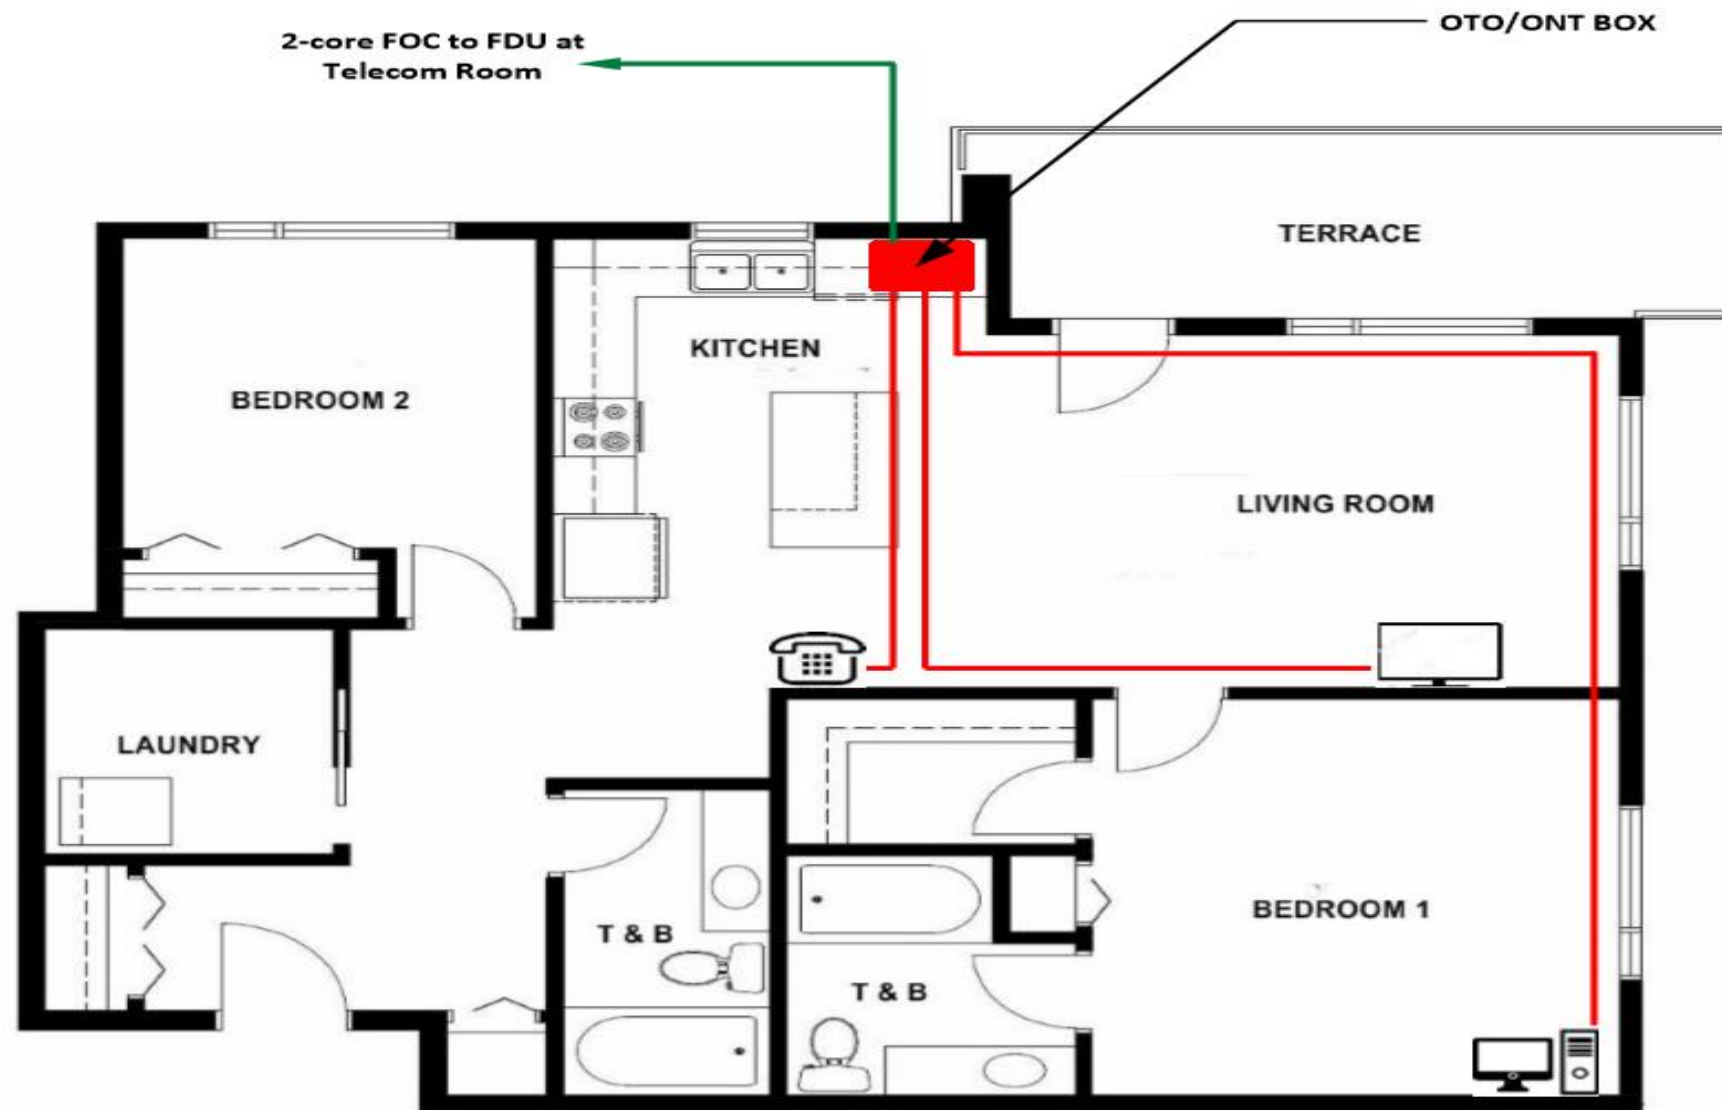 2-core FOC to FDU at
Telecom Room
OTO/ONT BOX
TERRACE
KITCHEN
BEDROOM 2
LIVING ROOM
LAUNDRY
BEDROOM 1
T & B
T & B